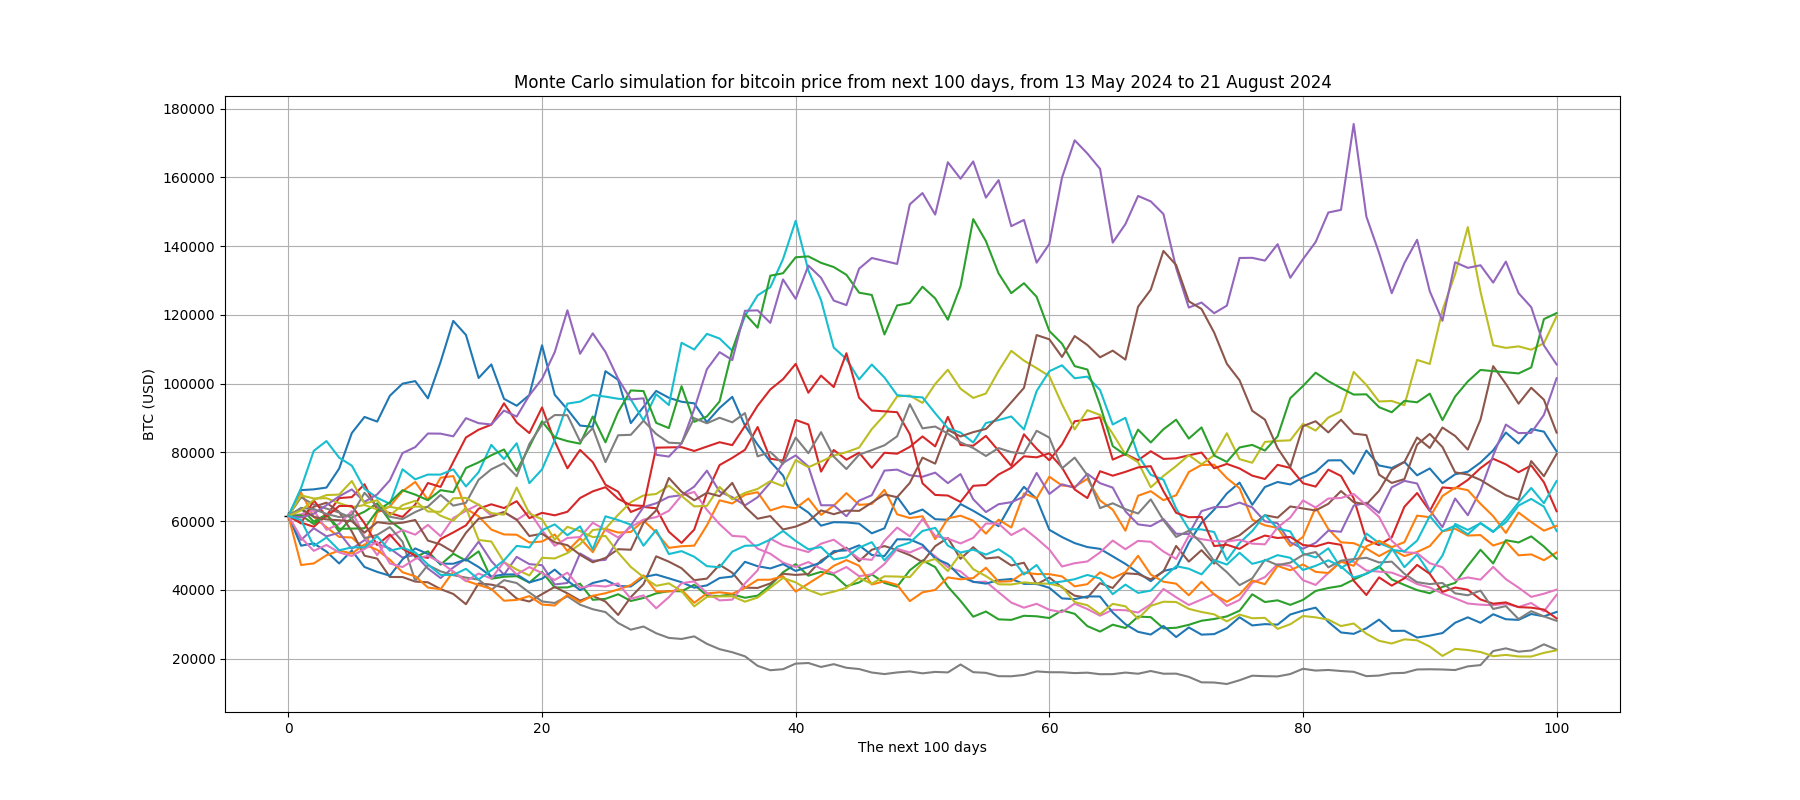 Monte Carlo simulation for bitcoin price from next 100 days, from 13 May 2024 to 21 August 2024
180000
160000
140000
120000
100000
80000
60000
40000
20000
BTC (USD)
0 20 40 60 80 100
The next 100 days